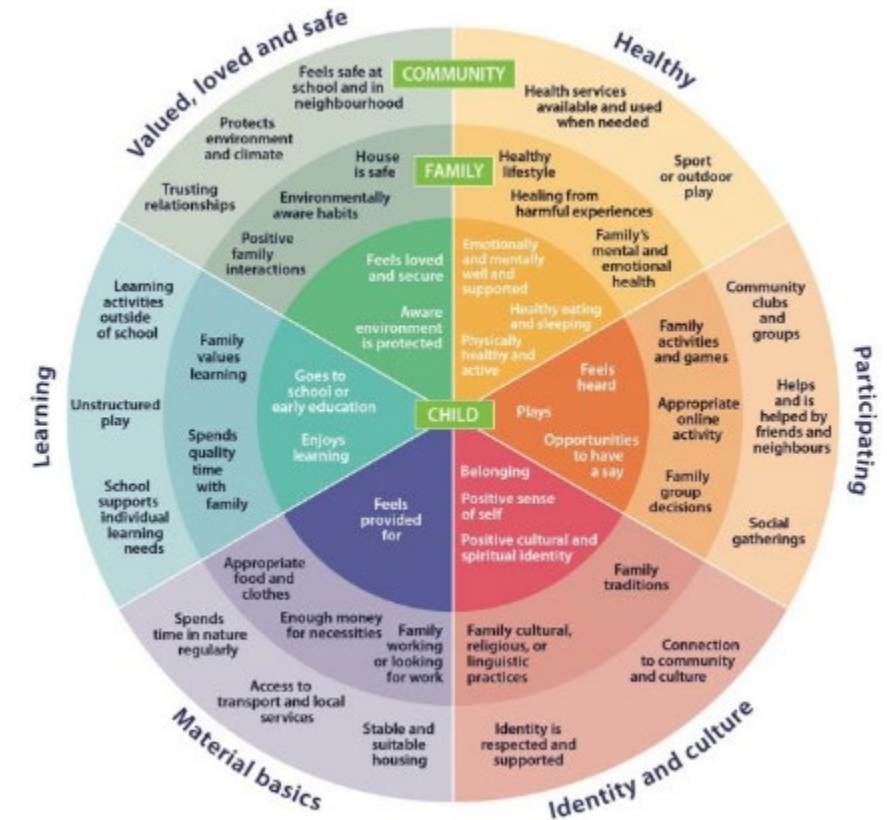 Valued, loved and safe
COMMUNITY
Feels safe at
school and in
neighbourhood
Protects
environment
and climate
Trusting
relationships
FAMILY
House
is safe
Environmentally
aware habits
Positive
family
interactions
Feels loved
and secure
Aware
environment
is protected
Healthy
Health services
available and used
when needed
Sport
or outdoor
play
Healthy
lifestyle
Healing from
harmful experiences
Family's
mental and
emotional
health
Emotionally
and mentally
well and
supported
Healthy eating
and sleeping
Physically
healthy and
active
Participating
Community
clubs
and
groups
Helps
and is
helped by
friends and
neighbours
Social
gatherings
Family
activities
and games
Appropriate
online
activity
Family
group
decisions
Feels
heard
Plays
Opportunities
to have
a say
Learning
Learning
activities
outside
of school
Unstructured
play
School
supports
individual
learning
needs
Family
values
learning
Spends
quality
time
with
family
Goes to
school or
early education
Enjoys
learning
CHILD
Material basics
Feels
provided
for
Appropriate
food and
clothes
Enough money
for necessities
Family
working
or looking
for work
Spends
time in nature
regularly
Access to
transport and local
services
Stable and
suitable
housing
Identity and culture
Belonging
Positive sense
of self
Positive cultural and
spiritual identity
Family
traditions
Family cultural,
religious, or
linguistic
practices
Connection
to community
and culture
Identity is
respected and
supported